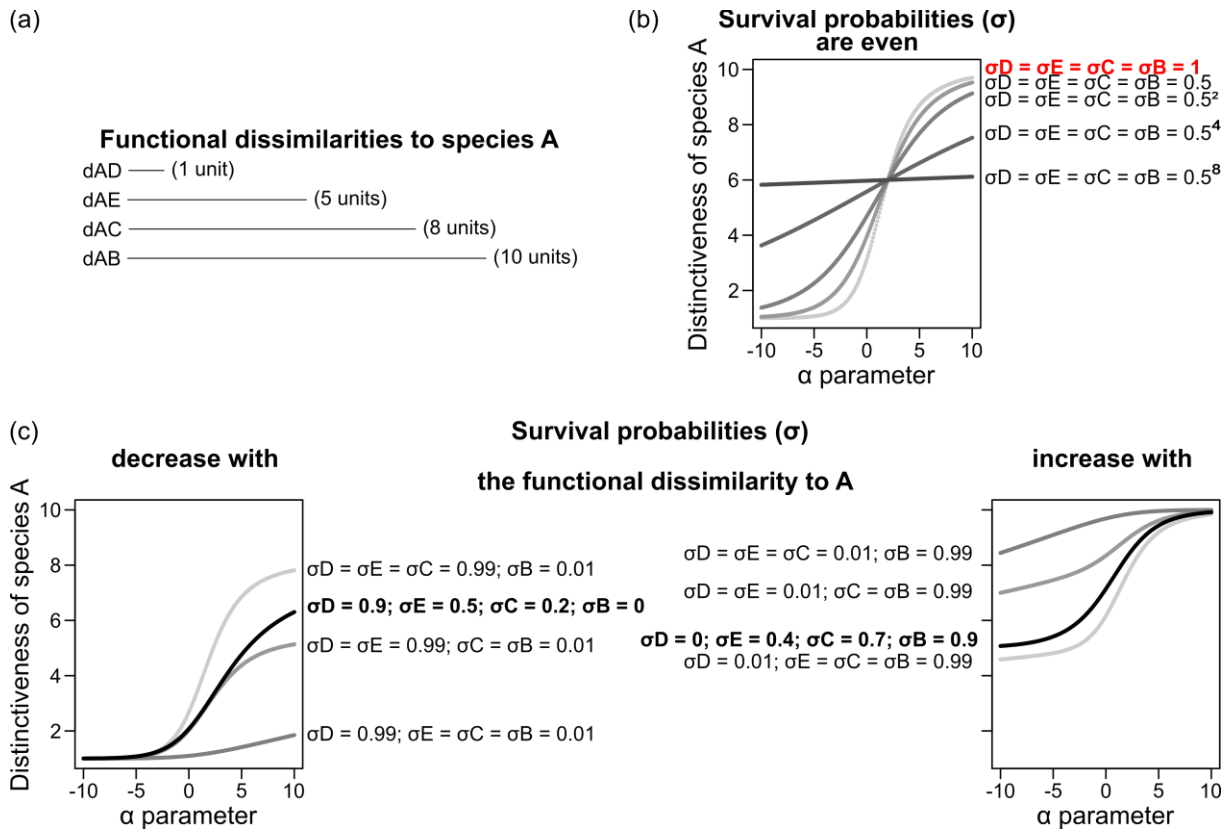 (a)
Functional dissimilarities to species A
dAD (1 unit)
dAE (5 units)
dAC (8 units)
dAB (10 units)
(b)
Survival probabilities (σ)
are even
Distinctiveness of species A
10
8
6
4
2
-10 -5 0 5 10
α parameter
σD = σE = σC = σB = 1
σD = σE = σC = σB = 0.5
σD = σE = σC = σB = 0.5²
σD = σE = σC = σB = 0.5⁴
σD = σE = σC = σB = 0.5⁸
(c)
Survival probabilities (σ)
decrease with
the functional dissimilarity to A
increase with
Distinctiveness of species A
10
8
6
4
2
-10 -5 0 5 10
α parameter
σD = σE = σC = 0.99; σB = 0.01
σD = 0.9; σE = 0.5; σC = 0.2; σB = 0
σD = σE = 0.99; σC = σB = 0.01
σD = 0.99; σE = σC = σB = 0.01
σD = σE = σC = 0.01; σB = 0.99
σD = σE = 0.01; σC = σB = 0.99
σD = 0; σE = 0.4; σC = 0.7; σB = 0.9
σD = 0.01; σE = σC = σB = 0.99
-10 -5 0 5 10
α parameter